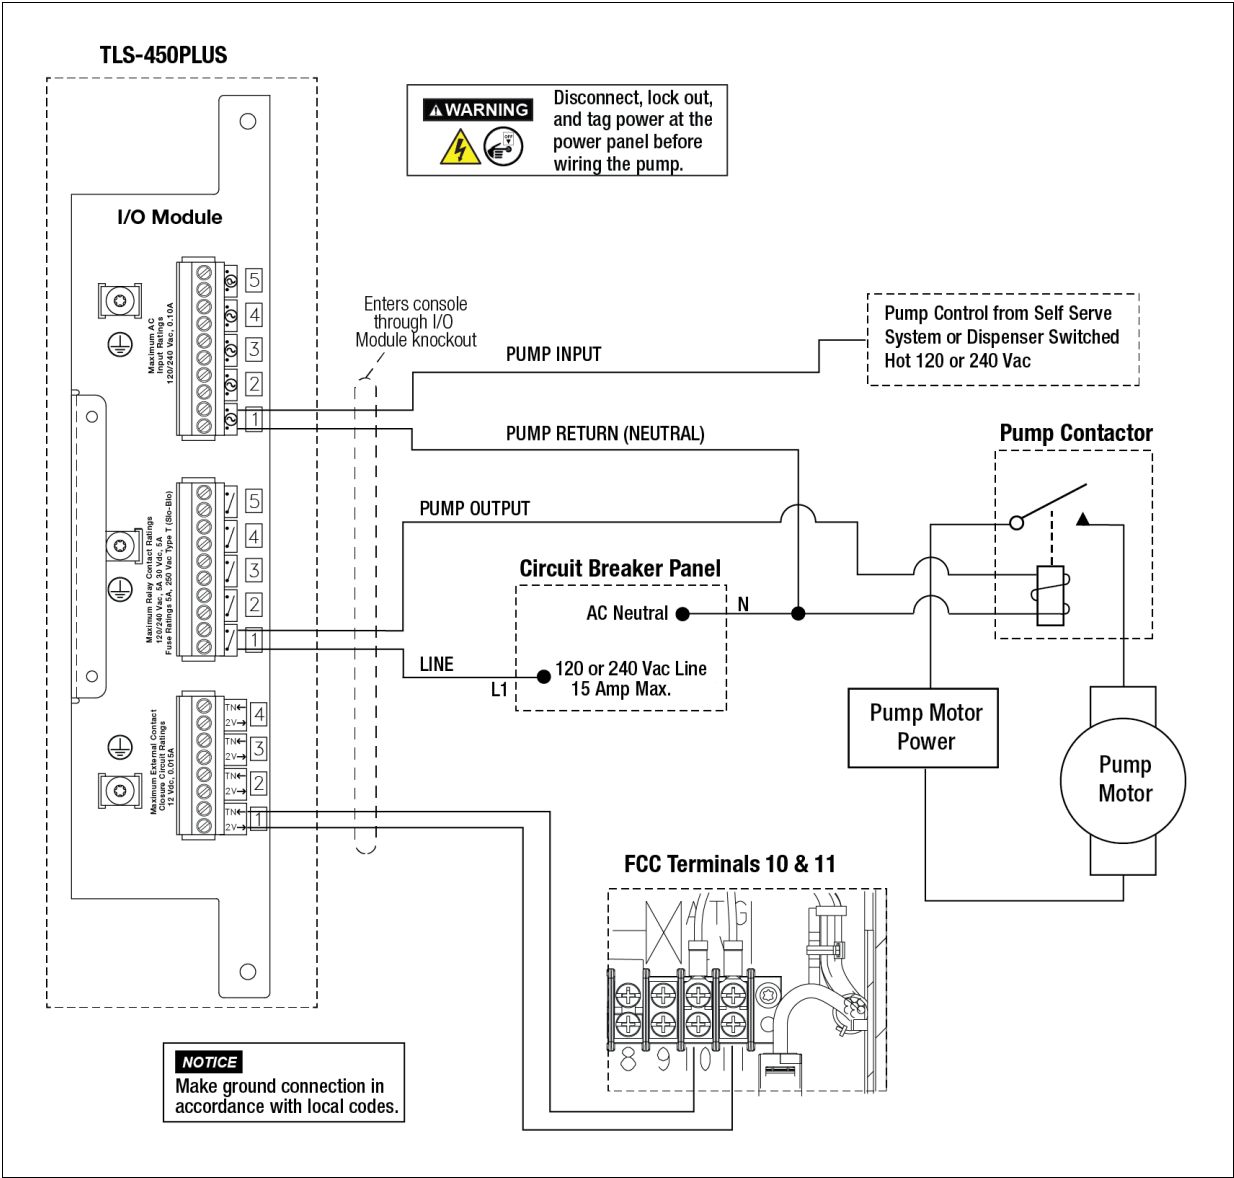 TLS-450PLUS
WARNING
OFF
Disconnect, lock out,
and tag power at the
power panel before
wiring the pump.
I/O Module
Maximum AC
Input Ratings
120/240 Vac, 0.10A
5
4
3
2
1
Enters console
through I/O
Module knockout
PUMP INPUT
Pump Control from Self Serve
System or Dispenser Switched
Hot 120 or 240 Vac
PUMP RETURN (NEUTRAL)
Pump Contactor
Maximum Relay Contact Ratings
120/240 Vac, 5A 30 Vdc, 5A
Fuse Ratings 5A, 250 Vac Type T (Slo-Blo)
5
4
3
2
1
PUMP OUTPUT
Circuit Breaker Panel
AC Neutral
N
LINE
L1
120 or 240 Vac Line
15 Amp Max.
Pump Motor
Power
Pump
Motor
Maximum External Contact
Closure Circuit Ratings
12 Vdc, 0.015A
TN
2V
4
TN
2V
3
TN
2V
2
TN
2V
1
FCC Terminals 10 & 11
ATG
8 9 10 11
NOTICE
Make ground connection in
accordance with local codes.